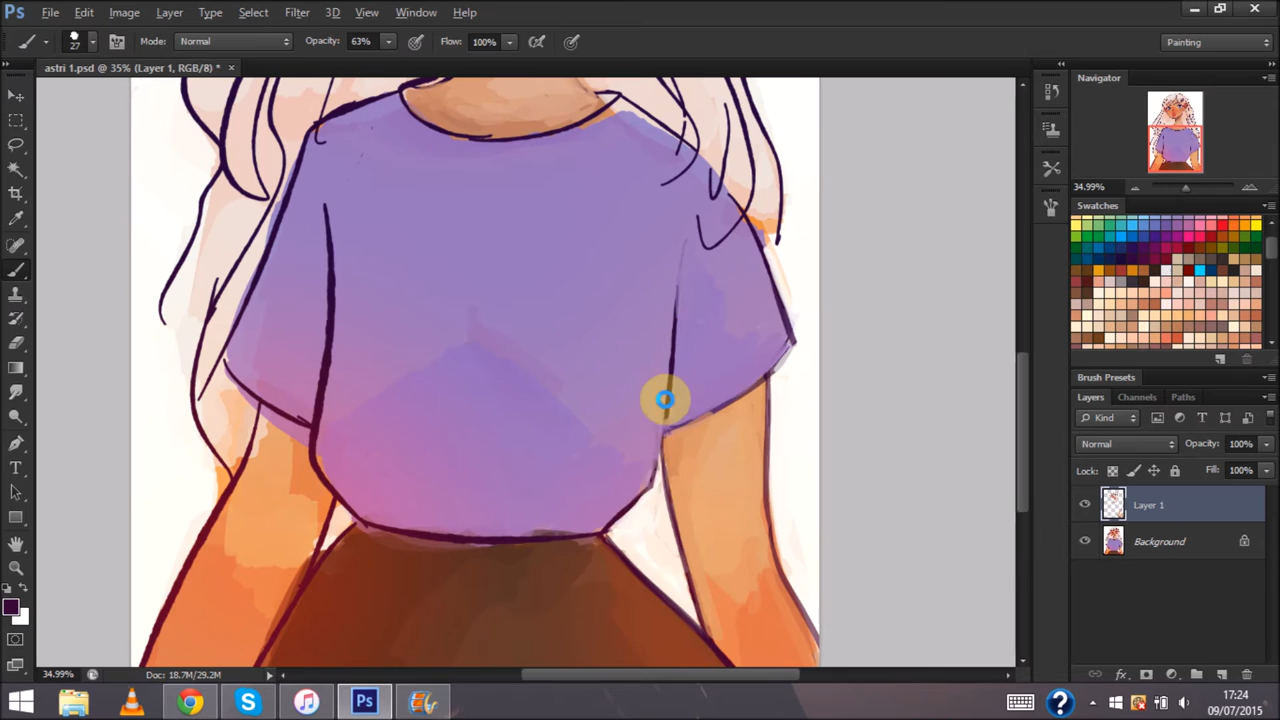 Ps File Edit Image Layer Type Select Filter 3D View Window Help
27 Mode: Normal Opacity: 63% Flow: 100% Painting
astri 1.psd @ 35% (Layer 1, RGB/8) * ×
Navigator
34.99%
Swatches
Brush Presets
Layers Channels Paths
Kind
Normal Opacity: 100%
Lock: Fill: 100%
Layer 1
Background
34.99% Doc: 18.7M/29.2M
Ps
17:24
09/07/2015